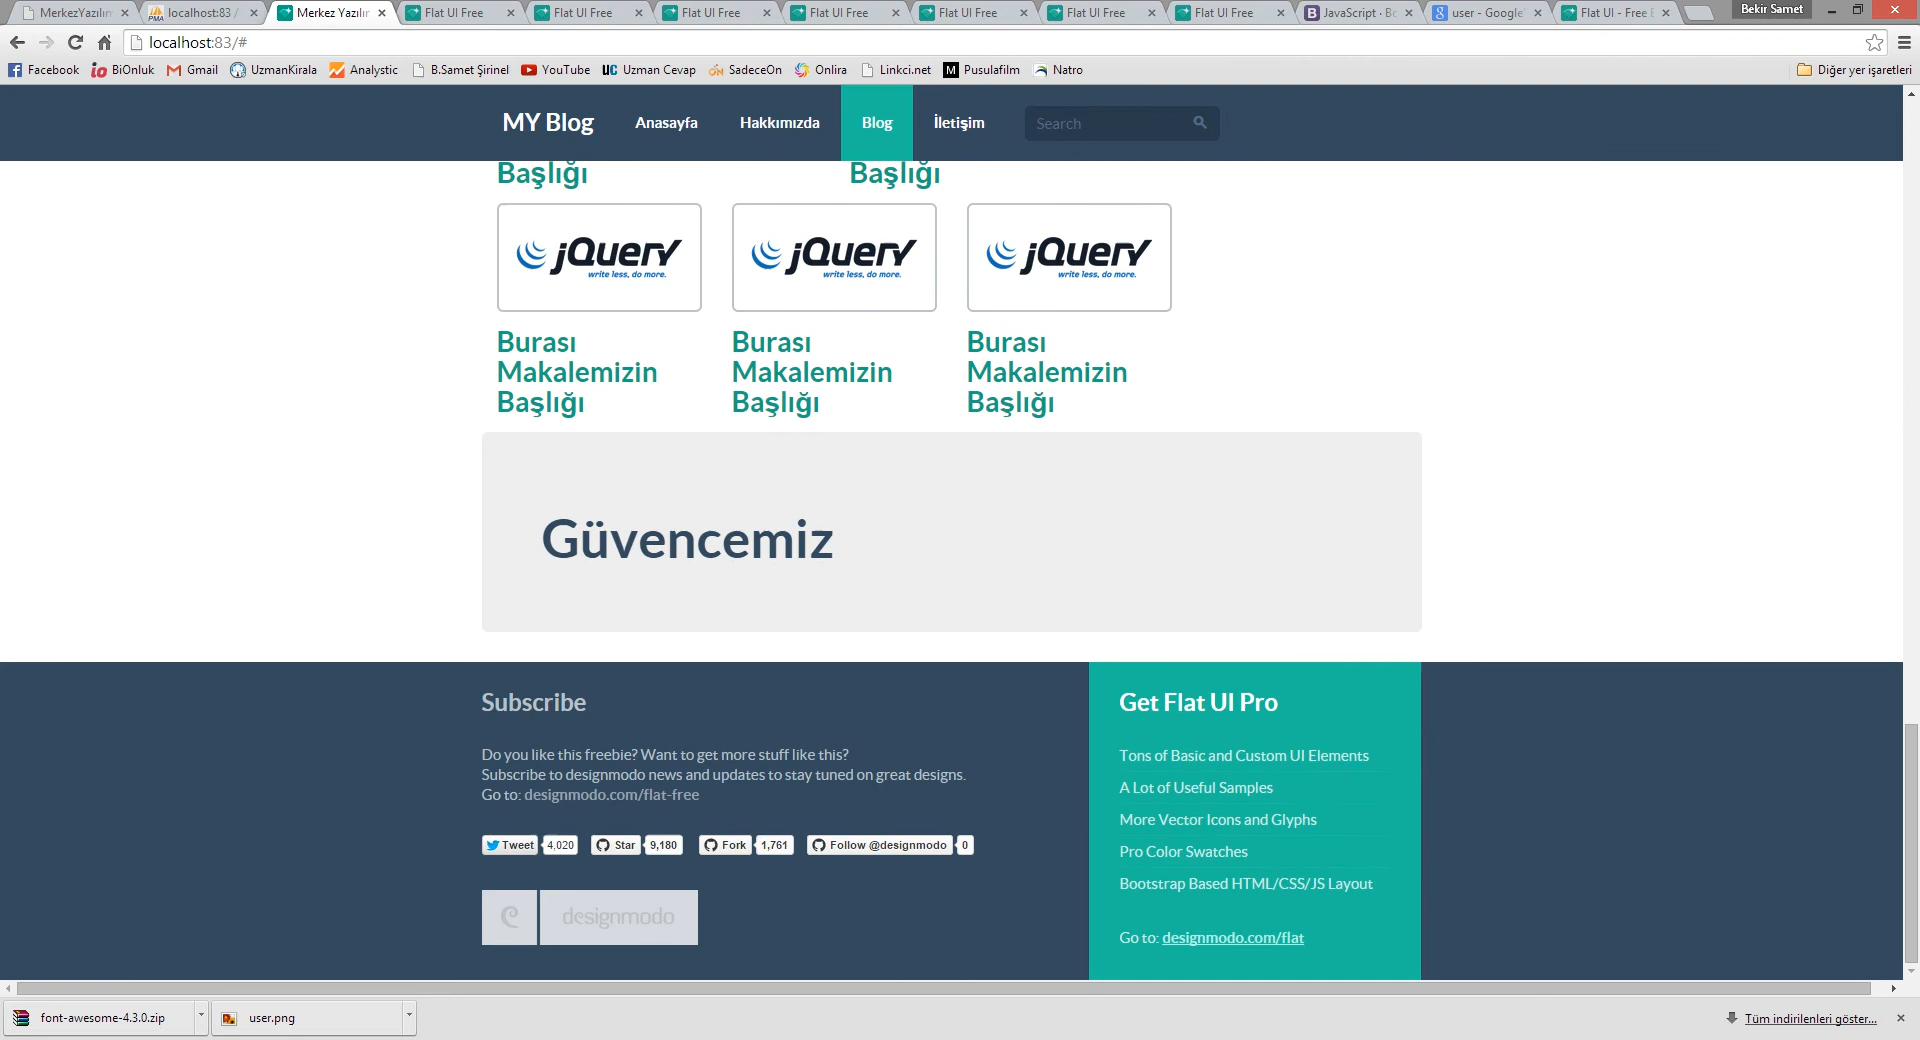 MerkezYazılım
localhost:83 /
Merkez Yazılım
Flat UI Free
Flat UI Free
Flat UI Free
Flat UI Free
Flat UI Free
Flat UI Free
Flat UI Free
JavaScript · Bo
user - Google'
Flat UI - Free B
Bekir Samet
localhost:83/#
Facebook
BiOnluk
Gmail
UzmanKirala
Analystic
B.Samet Şirinel
YouTube
Uzman Cevap
SadeceOn
Onlira
Linkci.net
Pusulafilm
Natro
Diğer yer işaretleri
MY Blog
Anasayfa
Hakkımızda
Blog
İletişim
Search
Başlığı
Başlığı
jQuery
write less, do more.
jQuery
write less, do more.
jQuery
write less, do more.
Burası
Makalemizin
Başlığı
Burası
Makalemizin
Başlığı
Burası
Makalemizin
Başlığı
Güvencemiz
Subscribe
Do you like this freebie? Want to get more stuff like this?
Subscribe to designmodo news and updates to stay tuned on great designs.
Go to: designmodo.com/flat-free
Tweet 4,020
Star 9,180
Fork 1,761
Follow @designmodo 0
designmodo
Get Flat UI Pro
Tons of Basic and Custom UI Elements
A Lot of Useful Samples
More Vector Icons and Glyphs
Pro Color Swatches
Bootstrap Based HTML/CSS/JS Layout
Go to: designmodo.com/flat
font-awesome-4.3.0.zip
user.png
Tüm indirilenleri göster...